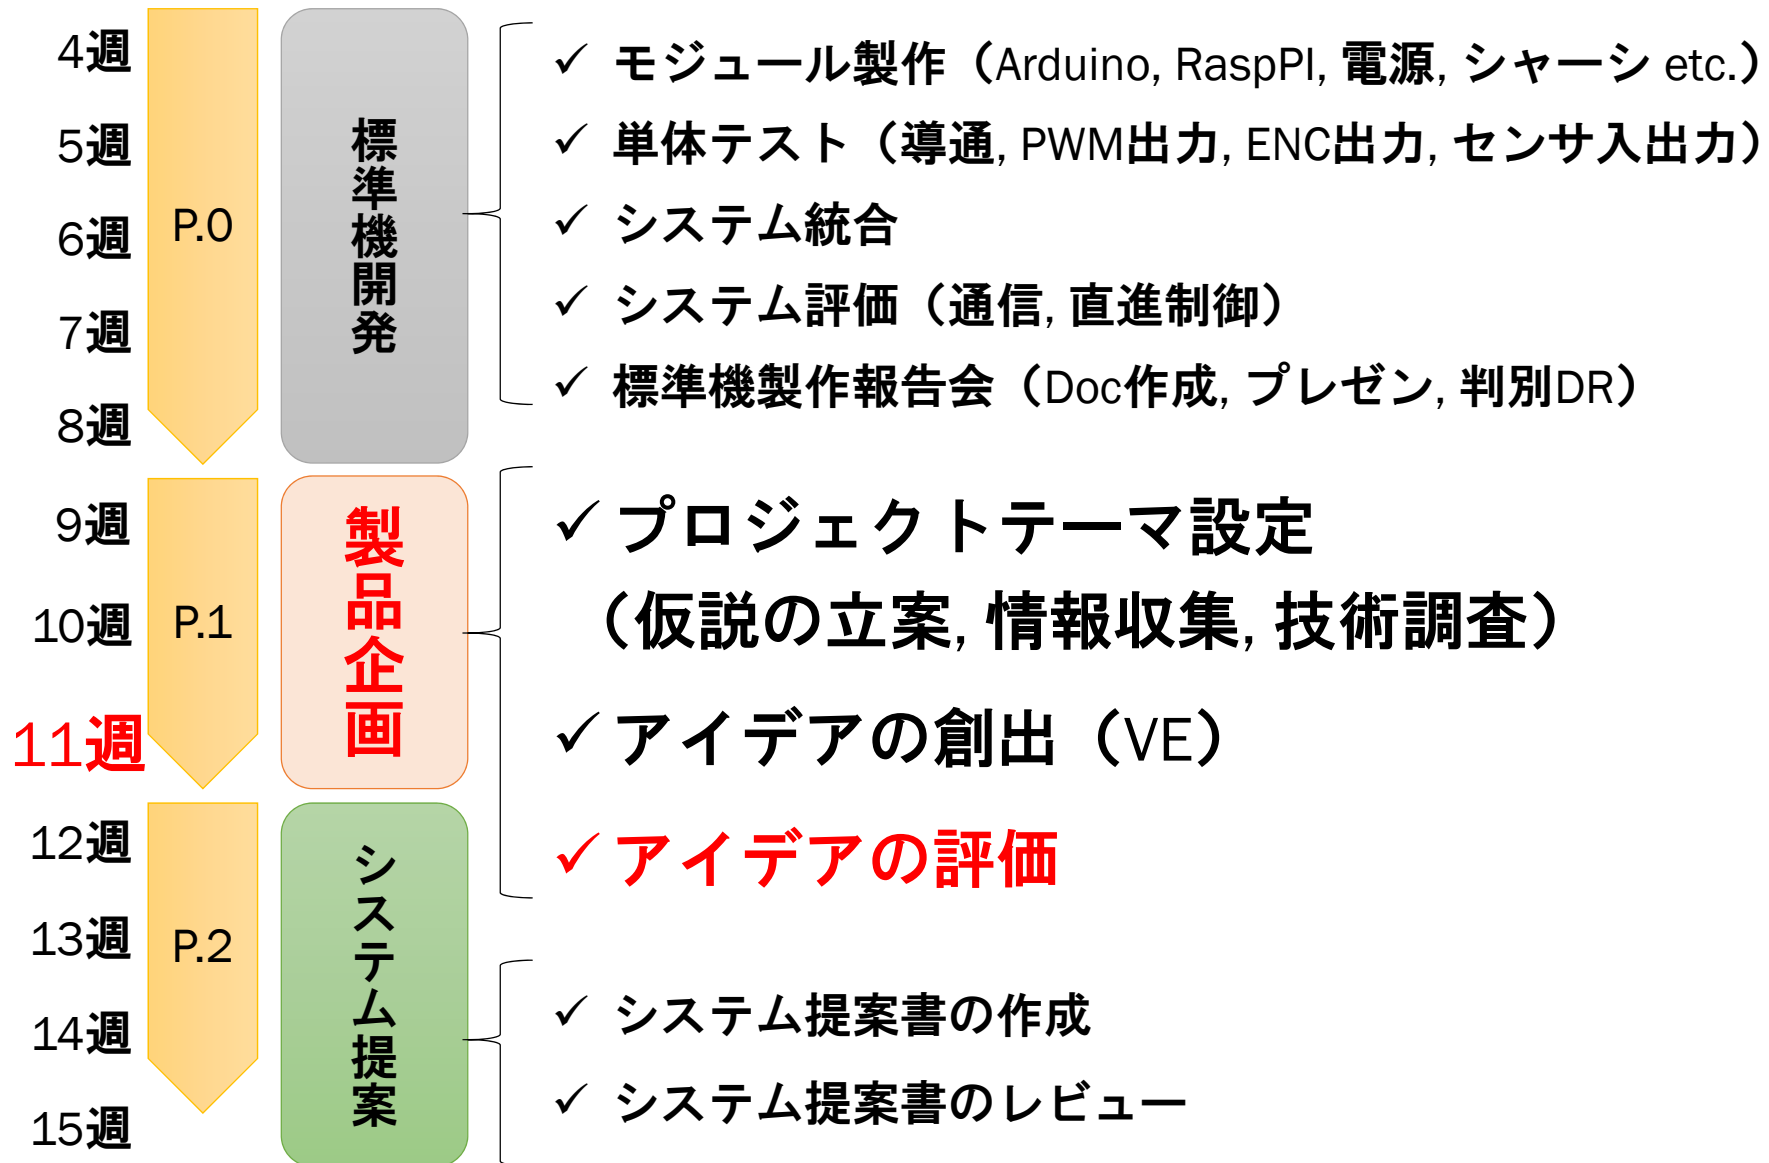 4週
5週
6週
7週
8週
P.0
標準機開発
✓ モジュール製作（Arduino, RaspPI, 電源, シャーシ etc.）
✓ 単体テスト（導通, PWM出力, ENC出力, センサ入出力）
✓ システム統合
✓ システム評価（通信, 直進制御）
✓ 標準機製作報告会（Doc作成, プレゼン, 判別DR）
9週
10週
11週
P.1
製品企画
✓ プロジェクトテーマ設定
（仮説の立案, 情報収集, 技術調査）
✓ アイデアの創出（VE）
✓ アイデアの評価
12週
13週
14週
15週
P.2
システム提案
✓ システム提案書の作成
✓ システム提案書のレビュー